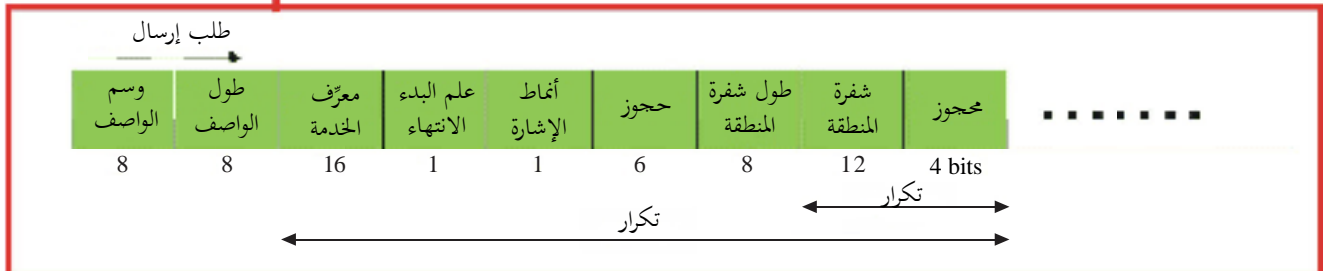 طلب إرسال
وسم الواصف
طول الواصف
معرِّف الخدمة
علم البدء الانتهاء
أنماط الإشارة
حجوز
طول شفرة المنطقة
شفرة المنطقة
محجوز
8 8 16 1 1 6 8 12 4 bits
تكرار
تكرار